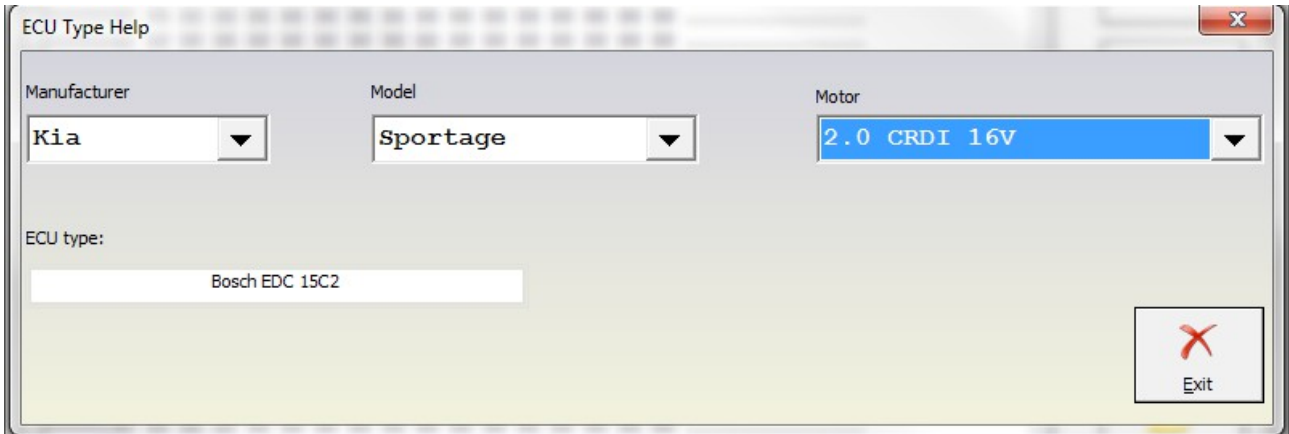 ECU Type Help
Manufacturer
Model
Motor
Kia
Sportage
2.0 CRDI 16V
ECU type:
Bosch EDC 15C2
Exit